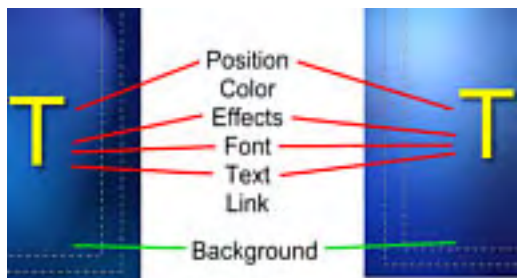 Position
Color
T
Effects
T
Font
Text
Link
Background